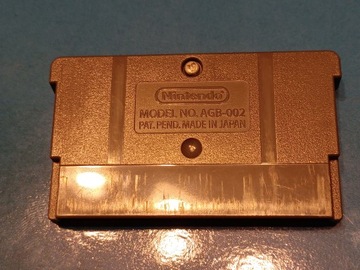 Nintendo
MODEL NO. AGB-002
PAT. PEND. MADE IN JAPAN